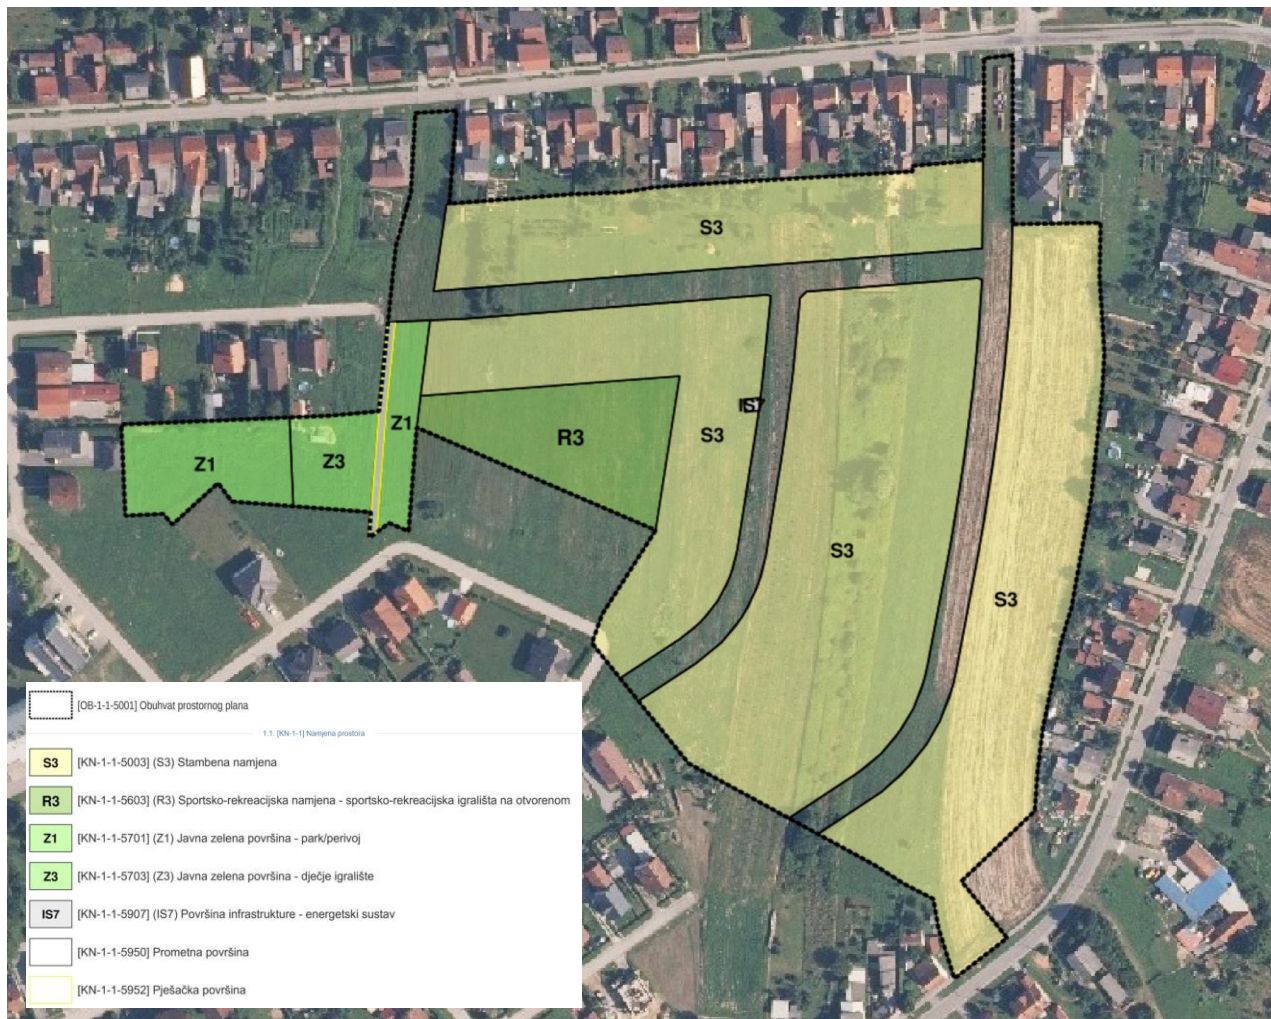 S3
Z1
IS7
R3
S3
Z1
Z3
S3
S3
[OB-1-1-5001] Obuhvat prostornog plana
1.1. [KN-1-1] Namjena prostora
S3 [KN-1-1-5003] (S3) Stambena namjena
R3 [KN-1-1-5603] (R3) Sportsko-rekreacijska namjena - sportsko-rekreacijska igrališta na otvorenom
Z1 [KN-1-1-5701] (Z1) Javna zelena površina - park/perivoj
Z3 [KN-1-1-5703] (Z3) Javna zelena površina - dječje igralište
IS7 [KN-1-1-5907] (IS7) Površina infrastrukture - energetski sustav
[KN-1-1-5950] Prometna površina
[KN-1-1-5952] Pješačka površina